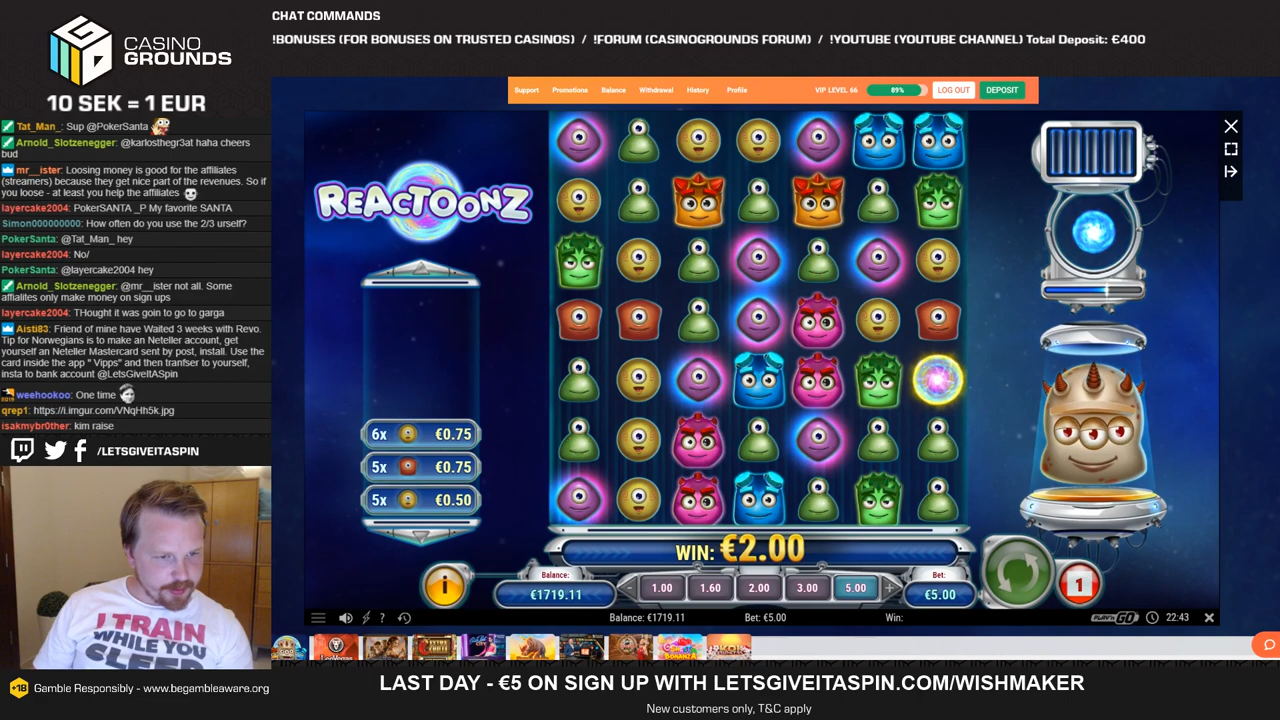 CHAT COMMANDS
!BONUSES (FOR BONUSES ON TRUSTED CASINOS) / !FORUM (CASINOGROUNDS FORUM) / !YOUTUBE (YOUTUBE CHANNEL) Total Deposit: €400
CASINO
GROUNDS
10 SEK = 1 EUR
Tat_Man_: Sup @PokerSanta
Arnold_Slotzenegger: @karlosthegr3at haha cheers
bud
mr__ister: Loosing money is good for the affiliates
(streamers) because they get nice part of the revenues. So if
you loose - at least you help the affiliates
layercake2004: PokerSANTA _P My favorite SANTA
Simon000000000: How often do you use the 2/3 urself?
PokerSanta: @Tat_Man_ hey
layercake2004: No/
PokerSanta: @layercake2004 hey
Arnold_Slotzenegger: @mr__ister not all. Some
affialites only make money on sign ups
layercake2004: THought it was goin to go to garga
Aisti83: Friend of mine have Waited 3 weeks with Revo.
Tip for Norwegians is to make an Neteller account, get
yourself an Neteller Mastercard sent by post, install. Use the
card inside the app " Vipps" and then tranfser to yourself,
insta to bank account @LetsGiveItASpin
weehookoo: One time
qrep1: https://i.imgur.com/VNqHh5k.jpg
isakmybr0ther: kim raise
/LETSGIVEITASPIN
Support Promotions Balance Withdrawal History Profile VIP LEVEL 66 89% LOG OUT DEPOSIT
REACTOONZ
6x €0.75
5x €0.75
5x €0.50
WIN: €2.00
Balance: €1719.11
1.00 1.60 2.00 3.00 5.00
Bet: €5.00
1
Balance: €1719.11 Bet: €5.00 Win: PLAY'N GO 22:43
I TRAIN
WHILE YOU
SLEEP
+18 Gamble Responsibly - www.begambleaware.org
LAST DAY - €5 ON SIGN UP WITH LETSGIVEITASPIN.COM/WISHMAKER
New customers only, T&C apply